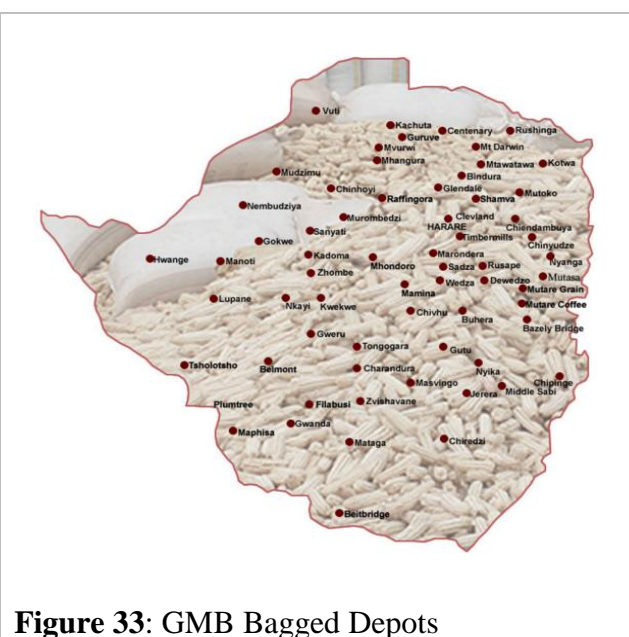 Vuti
Kachuta
Centenary
Rushinga
Guruve
Mvurwi
Mt Darwin
Mhangura
Mtawatawa
Kotwa
Mudzimu
Bindura
Chinhoyi
Glendale
Raffingora
Shamva
Mutoko
Nembudziya
Murombedzi
Clevland
HARARE
Chiendambuya
Sanyati
Timbermills
Chinyudze
Gokwe
Hwange
Manoti
Kadoma
Mhondoro
Marondera
Nyanga
Zhombe
Sadza
Rusape
Mutasa
Mamina
Wedza
Dewedzo
Mutare Grain
Lupane
Nkayi
Kwekwe
Mutare Coffee
Chivhu
Buhera
Bazely Bridge
Gweru
Tongogara
Gutu
Tsholotsho
Belmont
Charandura
Nyika
Masvingo
Chipinge
Jerera
Middle Sabi
Plumtree
Filabusi
Zvishavane
Gwanda
Maphisa
Mataga
Chiredzi
Beitbridge
Figure 33: GMB Bagged Depots